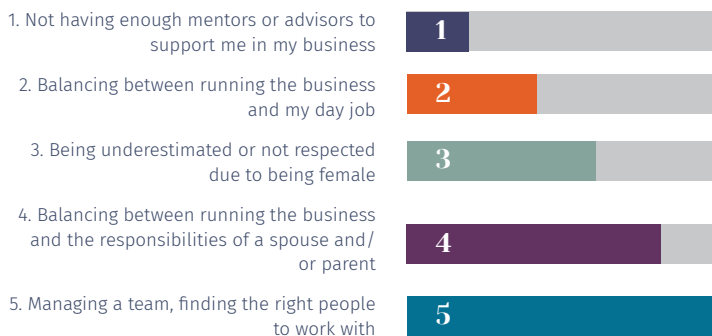 1. Not having enough mentors or advisors to
support me in my business
1
2. Balancing between running the business
and my day job
2
3. Being underestimated or not respected
due to being female
3
4. Balancing between running the business
and the responsibilities of a spouse and/
or parent
4
5. Managing a team, finding the right people
to work with
5